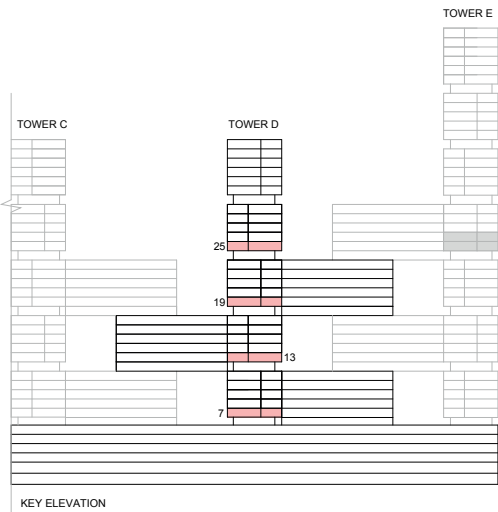 TOWER E
TOWER C
TOWER D
25
19
13
7
KEY ELEVATION